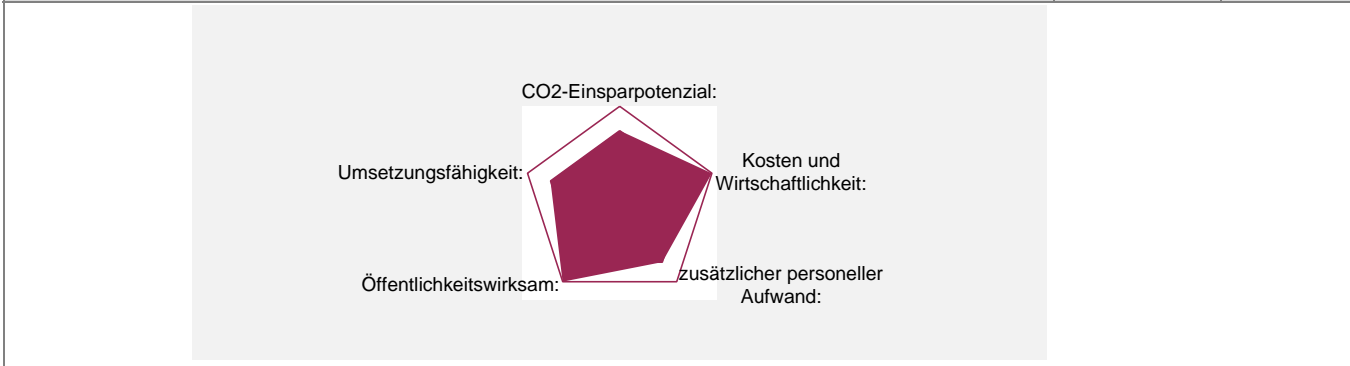 CO2-Einsparpotenzial:
Kosten und
Wirtschaftlichkeit:
zusätzlicher personeller
Aufwand:
Öffentlichkeitswirksam:
Umsetzungsfähigkeit: